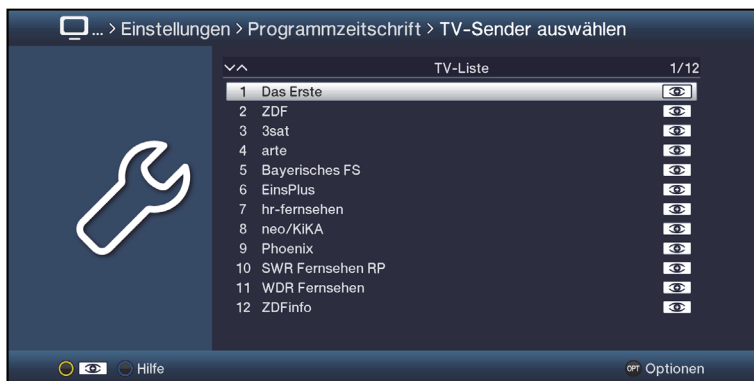 ... > Einstellungen > Programmzeitschrift > TV-Sender auswählen
TV-Liste 1/12
1 Das Erste
2 ZDF
3 3sat
4 arte
5 Bayerisches FS
6 EinsPlus
7 hr-fernsehen
8 neo/KiKA
9 Phoenix
10 SWR Fernsehen RP
11 WDR Fernsehen
12 ZDFinfo
Hilfe OPT Optionen